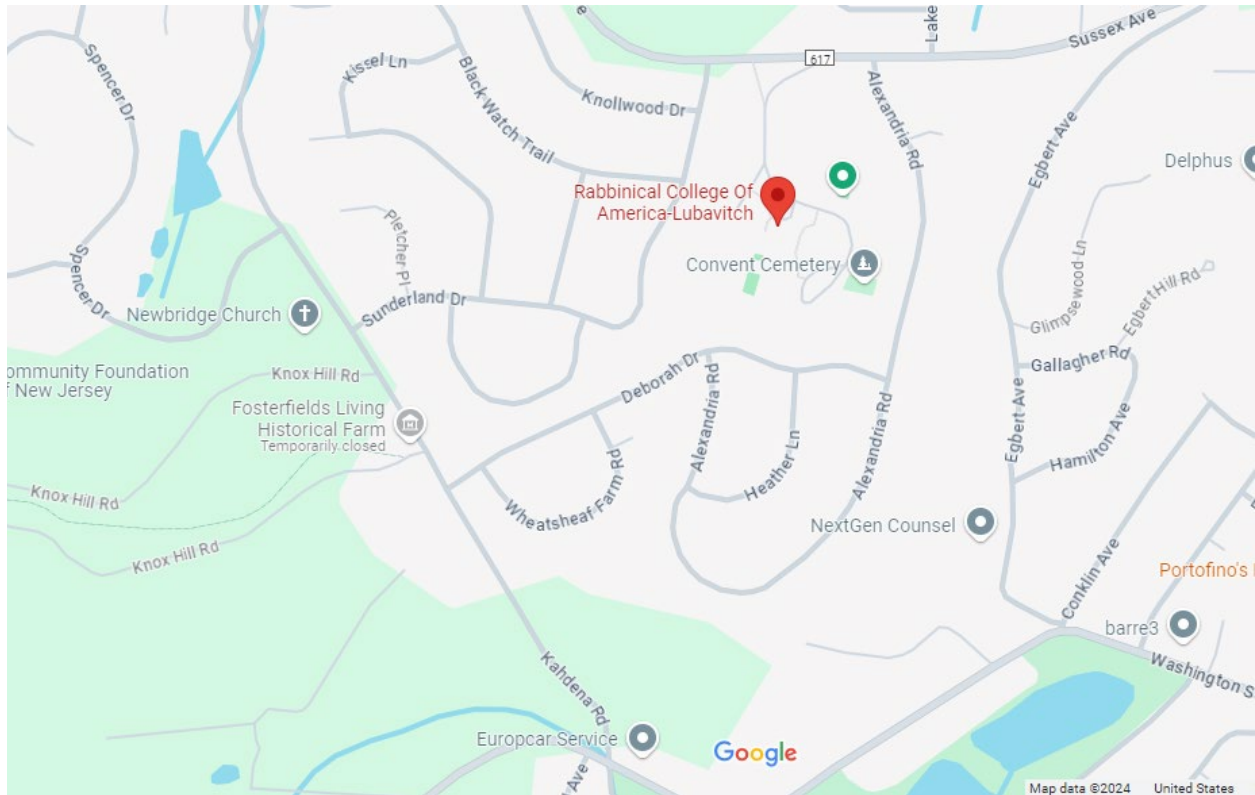 Sussex Ave
Lake
617
Spencer Dr
Kissel Ln
Black Watch Trail
Knollwood Dr
Alexandria Rd
Egbert Ave
Delphus
Rabbinical College Of
America-Lubavitch
Pletcher Pl
Convent Cemetery
Spencer Dr
Newbridge Church
Sunderland Dr
Glimpsewood Ln
Egbert Hill Rd
Gallagher Rd
ommunity Foundation
f New Jersey
Knox Hill Rd
Deborah Dr
Fosterfields Living
Historical Farm
Temporarily closed
Alexandria Rd
Heather Ln
Alexandria Rd
Egbert Ave
Hamilton Ave
Wheatsheaf Farm Rd
Knox Hill Rd
Knox Hill Rd
NextGen Counsel
Conklin Ave
Portofino's
barre3
Washington S
Kahdena Rd
Europcar Service
Google
Map data ©2024
United States